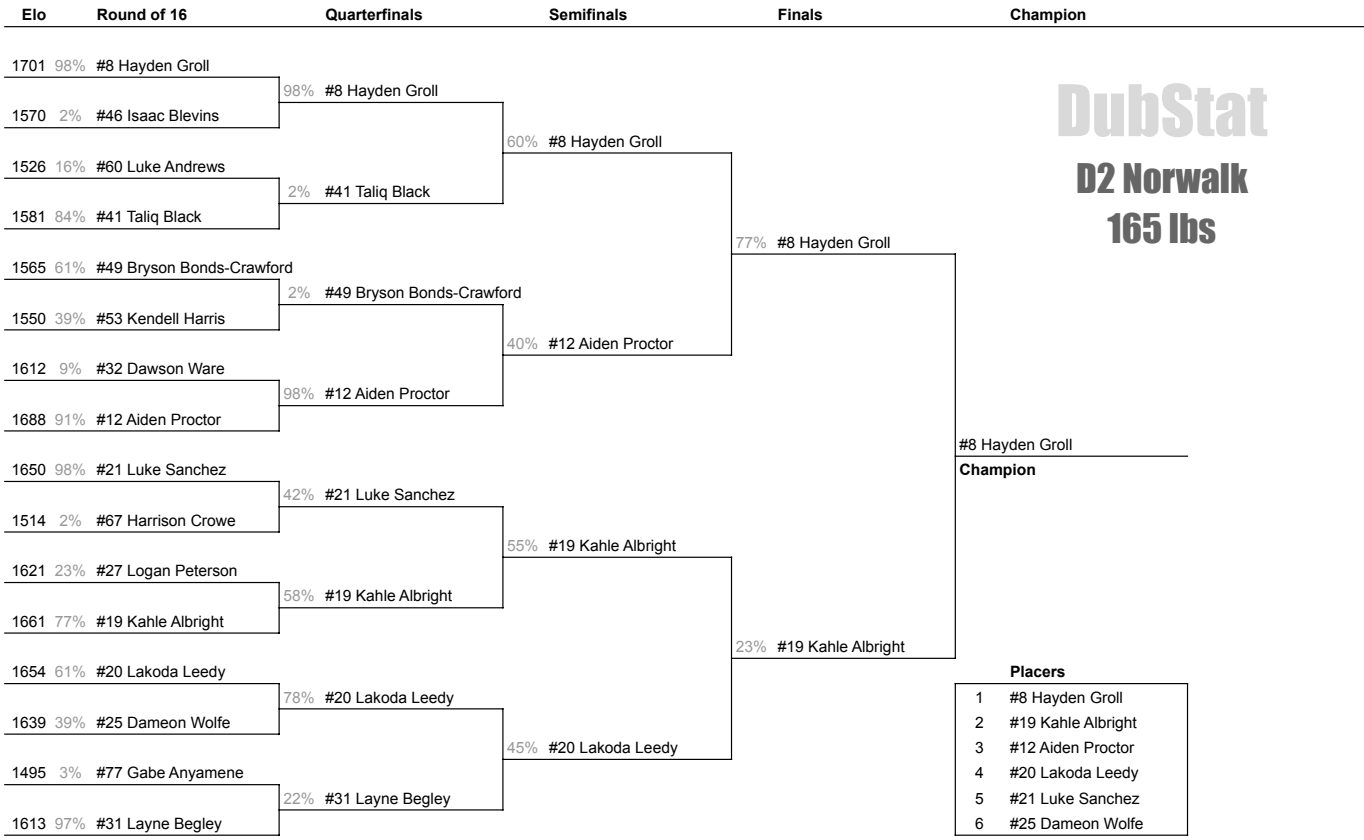 Elo Round of 16 Quarterfinals Semifinals Finals Champion
1701 98% #8 Hayden Groll
98% #8 Hayden Groll
DubStat
1570 2% #46 Isaac Blevins
60% #8 Hayden Groll
1526 16% #60 Luke Andrews
D2 Norwalk
2% #41 Taliq Black
1581 84% #41 Taliq Black
165 lbs
77% #8 Hayden Groll
1565 61% #49 Bryson Bonds-Crawford
2% #49 Bryson Bonds-Crawford
1550 39% #53 Kendell Harris
40% #12 Aiden Proctor
1612 9% #32 Dawson Ware
98% #12 Aiden Proctor
1688 91% #12 Aiden Proctor
#8 Hayden Groll
1650 98% #21 Luke Sanchez
Champion
42% #21 Luke Sanchez
1514 2% #67 Harrison Crowe
55% #19 Kahle Albright
1621 23% #27 Logan Peterson
58% #19 Kahle Albright
1661 77% #19 Kahle Albright
23% #19 Kahle Albright
1654 61% #20 Lakoda Leedy
Placers
78% #20 Lakoda Leedy
1 #8 Hayden Groll
1639 39% #25 Dameon Wolfe
2 #19 Kahle Albright
45% #20 Lakoda Leedy
3 #12 Aiden Proctor
1495 3% #77 Gabe Anyamene
4 #20 Lakoda Leedy
22% #31 Layne Begley
5 #21 Luke Sanchez
1613 97% #31 Layne Begley
6 #25 Dameon Wolfe